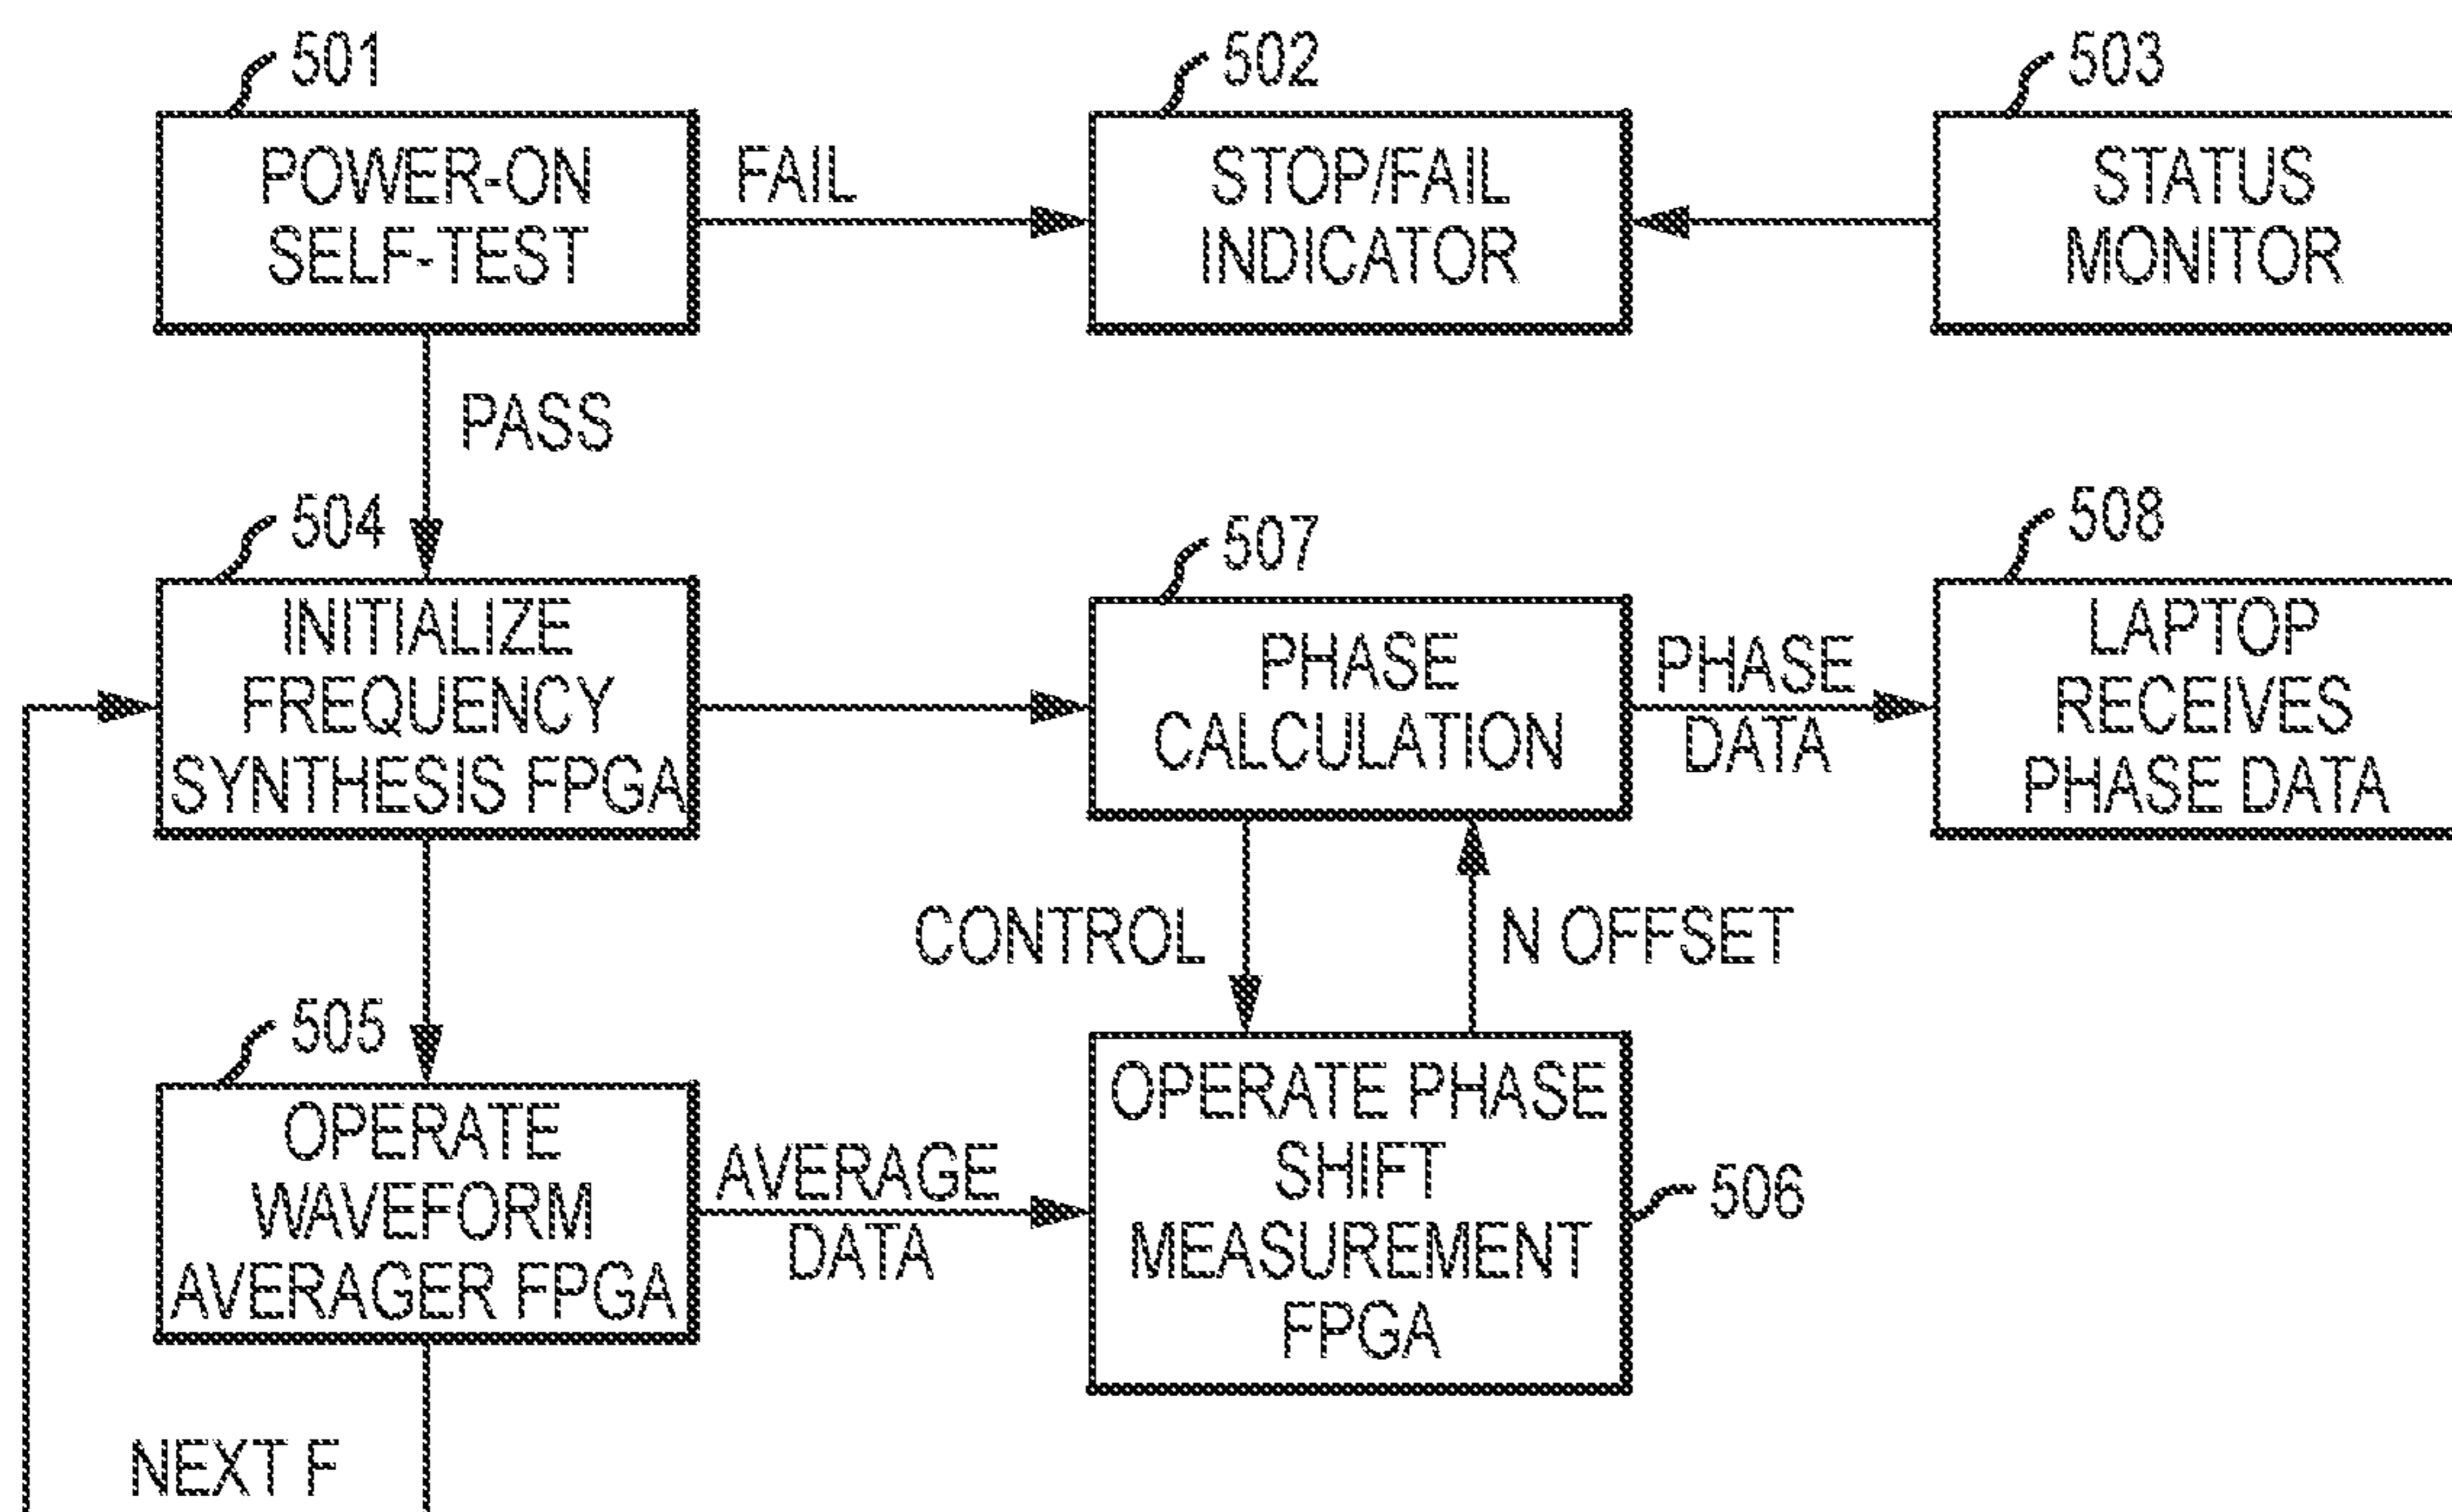 501
POWER-ON
SELF-TEST
FAIL
502
STOP/FAIL
INDICATOR
503
STATUS
MONITOR
PASS
504
INITIALIZE
FREQUENCY
SYNTHESIS FPGA
507
PHASE
CALCULATION
PHASE
DATA
508
LAPTOP
RECEIVES
PHASE DATA
CONTROL
N OFFSET
505
OPERATE
WAVEFORM
AVERAGER FPGA
AVERAGE
DATA
OPERATE PHASE
SHIFT
MEASUREMENT
FPGA
506
NEXT F